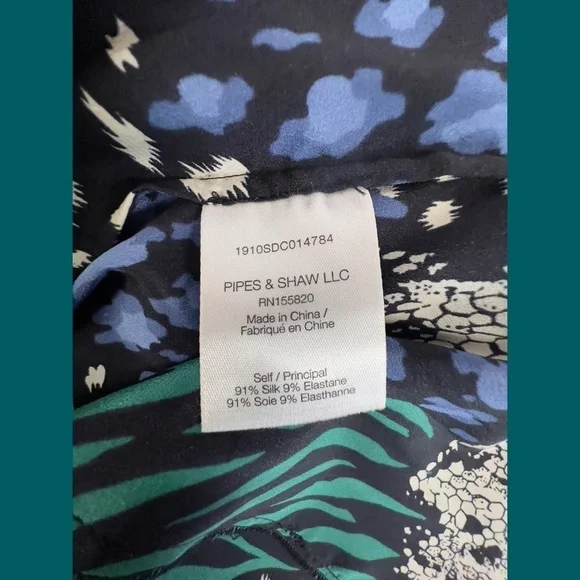 1910SDC014784
PIPES & SHAW LLC
RN155820
Made in China /
Fabriqué en Chine
Self / Principal
91% Silk 9% Elastane
91% Soie 9% Elasthanne